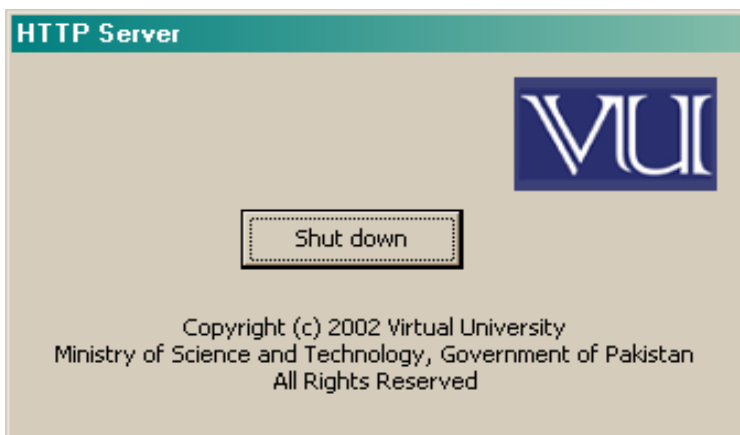 HTTP Server
VU
Shut down
Copyright (c) 2002 Virtual University
Ministry of Science and Technology, Government of Pakistan
All Rights Reserved